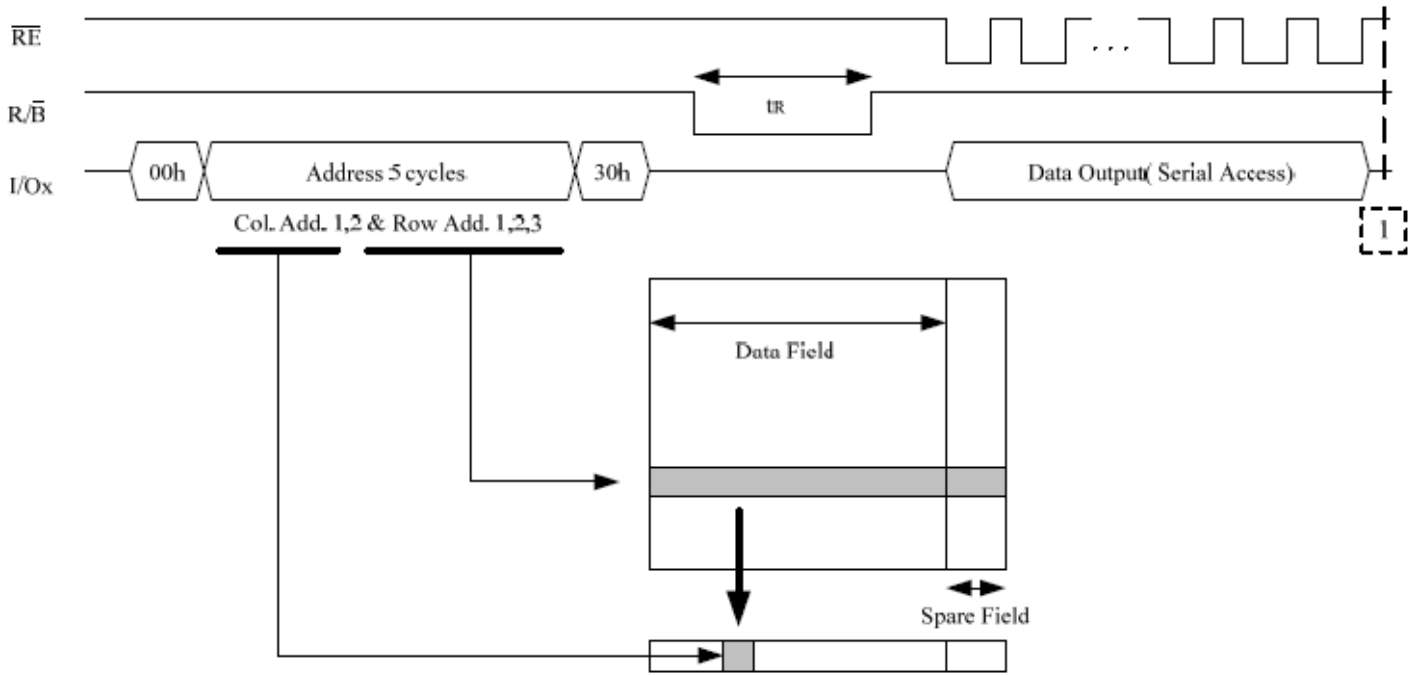 RE
R/B
tR
I/Ox
00h
Address 5 cycles
30h
Data Output( Serial Access)
Col. Add. 1,2 & Row Add. 1,2,3
1
Data Field
Spare Field